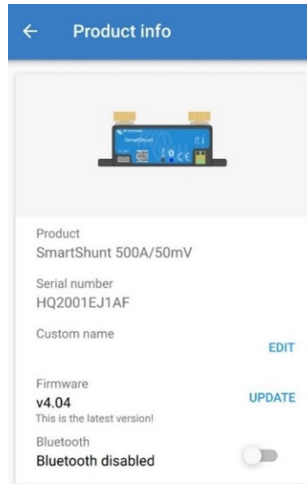 Product info
SmartShunt
Product
SmartShunt 500A/50mV
Serial number
HQ2001EJ1AF
Custom name
EDIT
Firmware
v4.04
UPDATE
This is the latest version!
Bluetooth
Bluetooth disabled